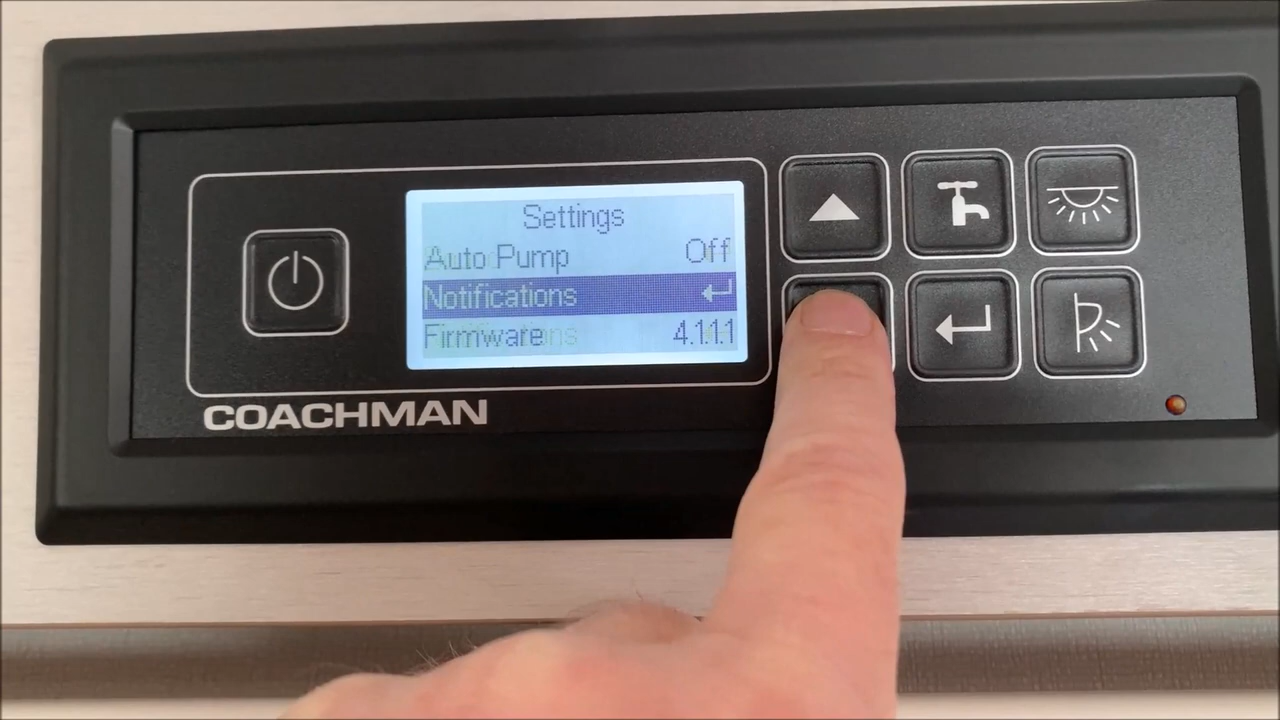 Settings
Auto Pump Off
Notifications
Firmware 4.1.1.1
COACHMAN